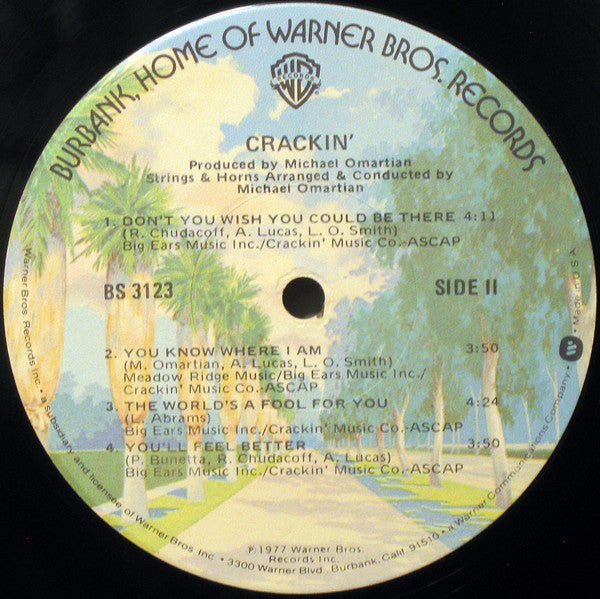 BURBANK, HOME OF WARNER BROS. RECORDS
WB
RECORDS
CRACKIN'
Produced by Michael Omartian
Strings & Horns Arranged & Conducted by
Michael Omartian
1. DON'T YOU WISH YOU COULD BE THERE 4:11
(R. Chudacoff, A. Lucas, L. O. Smith)
Big Ears Music Inc./Crackin' Music Co.-ASCAP
BS 3123
SIDE II
2. YOU KNOW WHERE I AM 3:50
(M. Omartian, A. Lucas, L. O. Smith)
Meadow Ridge Music/Big Ears Music Inc./
Crackin' Music Co.-ASCAP
3. THE WORLD'S A FOOL FOR YOU 4:24
(L. Abrams)
Big Ears Music Inc./Crackin' Music Co.-ASCAP
4. YOU'LL FEEL BETTER 3:50
(P. Bunetta, R. Chudacoff, A. Lucas)
Big Ears Music Inc./Crackin' Music Co.-ASCAP
℗1977 Warner Bros.
Records Inc.
Warner Bros. Records Inc. • a subsidiary and licensee of Warner Bros. Inc. • 3300 Warner Blvd., Burbank, Calif. 91510 • a Warner Communications Company • Made in U.S.A.